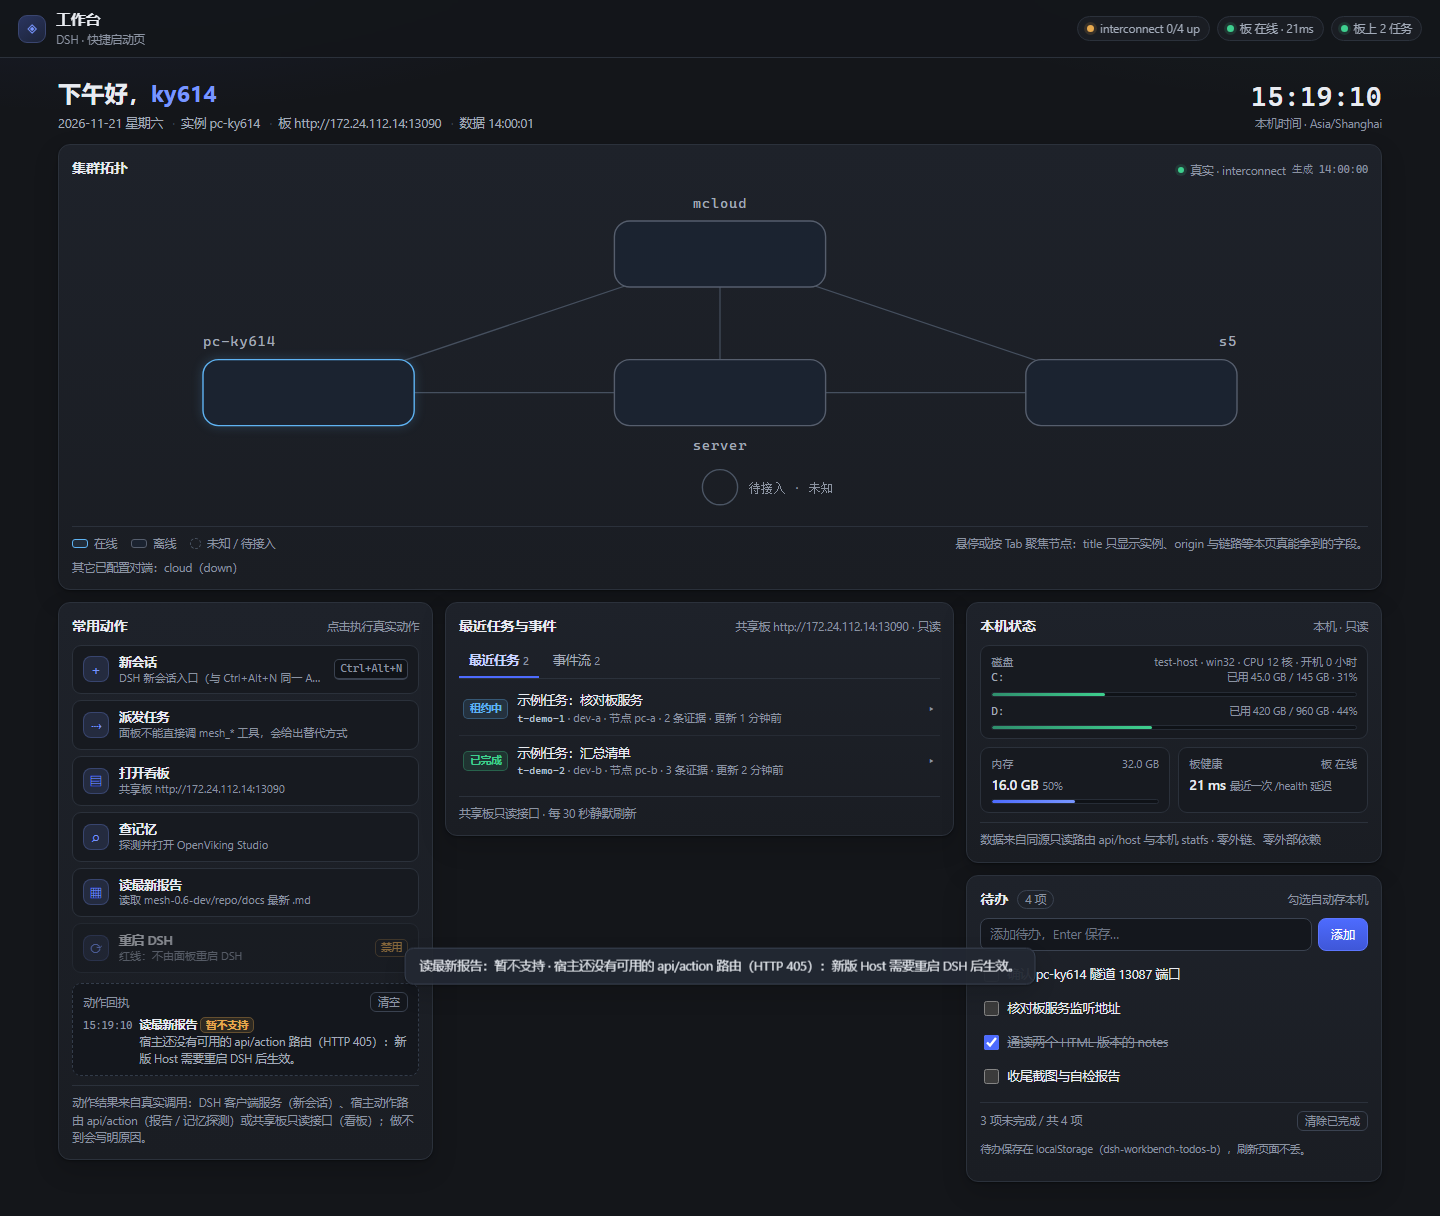 工作台
DSH · 快捷启动页
interconnect 0/4 up
板 在线 · 21ms
板上 2 任务
下午好，ky614
2026-11-21 星期六 · 实例 pc-ky614 · 板 http://172.24.112.14:13090 · 数据 14:00:01
15:19:10
本机时间 · Asia/Shanghai
集群拓扑
真实 · interconnect 生成 14:00:00
mcloud
pc-ky614
s5
server
待接入 · 未知
在线 离线 未知 / 待接入
悬停或按 Tab 聚焦节点：title 只显示实例、origin 与链路等本页真能拿到的字段。
其它已配置对端：cloud（down）
常用动作
点击执行真实动作
新会话
DSH 新会话入口（与 Ctrl+Alt+N 同一 A...
Ctrl+Alt+N
派发任务
面板不能直接调 mesh_* 工具，会给出替代方式
打开看板
共享板 http://172.24.112.14:13090
查记忆
探测并打开 OpenViking Studio
读最新报告
读取 mesh-0.6-dev/repo/docs 最新 .md
重启 DSH
红线：不由面板重启 DSH
禁用
动作回执
清空
15:19:10 读最新报告 暂不支持
宿主还没有可用的 api/action 路由（HTTP 405）：新
版 Host 需要重启 DSH 后生效。
动作结果来自真实调用：DSH 客户端服务（新会话）、宿主动作路
由 api/action（报告 / 记忆探测）或共享板只读接口（看板）；做不
到会写明原因。
最近任务与事件
共享板 http://172.24.112.14:13090 · 只读
最近任务 2
事件流 2
租约中
示例任务：核对板服务
t-demo-1 · dev-a · 节点 pc-a · 2 条证据 · 更新 1 分钟前
已完成
示例任务：汇总清单
t-demo-2 · dev-b · 节点 pc-b · 3 条证据 · 更新 2 分钟前
共享板只读接口 · 每 30 秒静默刷新
本机状态
本机 · 只读
磁盘
test-host · win32 · CPU 12 核 · 开机 0 小时
C:
已用 45.0 GB / 145 GB · 31%
D:
已用 420 GB / 960 GB · 44%
内存
32.0 GB
16.0 GB 50%
板健康
板 在线
21 ms 最近一次 /health 延迟
数据来自同源只读路由 api/host 与本机 statfs · 零外链、零外部依赖
待办 4 项
勾选自动存本机
添加待办，Enter 保存...
添加
读最新报告：暂不支持 · 宿主还没有可用的 api/action 路由（HTTP 405）：新版 Host 需要重启 DSH 后生效。
pc-ky614 隧道 13087 端口
核对板服务监听地址
通读两个 HTML 版本的 notes
收尾截图与自检报告
3 项未完成 / 共 4 项
清除已完成
待办保存在 localStorage（dsh-workbench-todos-b），刷新页面不丢。